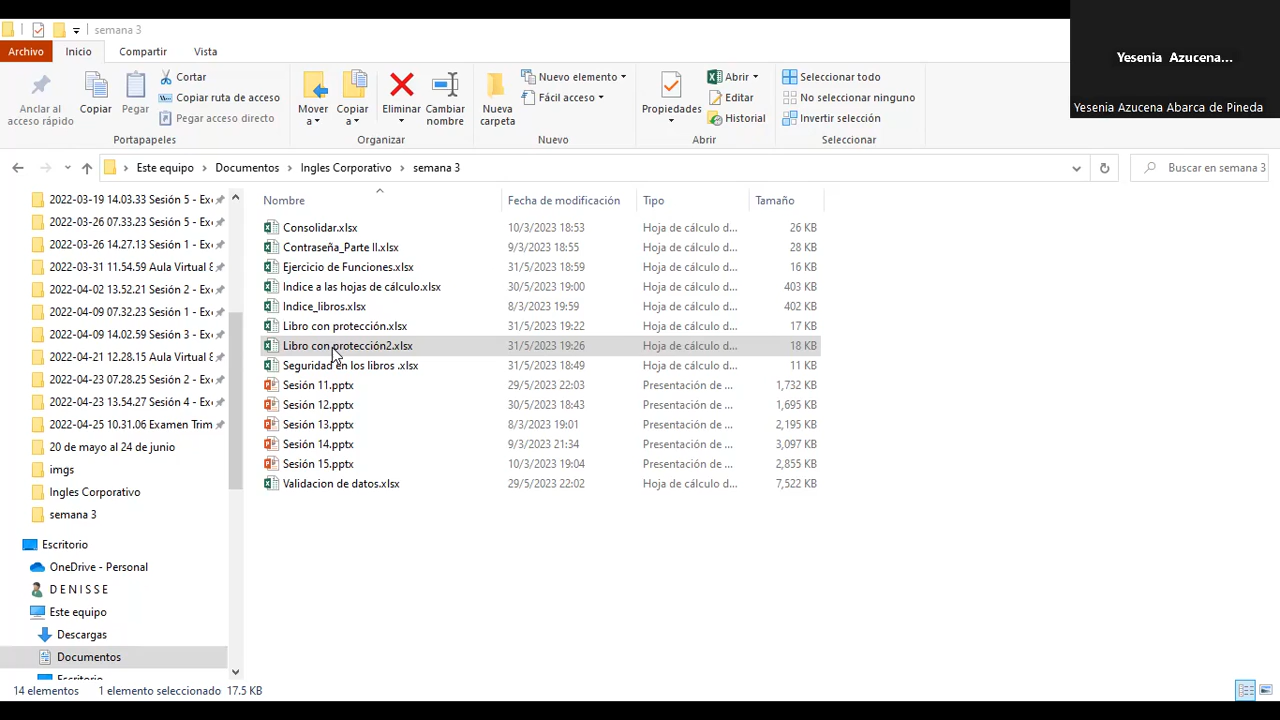 semana 3
Archivo Inicio Compartir Vista
Yesenia Azucena...
Yesenia Azucena Abarca de Pineda
Anclar al acceso rápido
Copiar
Pegar
Cortar
Copiar ruta de acceso
Pegar acceso directo
Portapapeles
Mover a
Copiar a
Eliminar
Cambiar nombre
Organizar
Nueva carpeta
Nuevo elemento
Fácil acceso
Nuevo
Propiedades
Abrir
Editar
Historial
Abrir
Seleccionar todo
No seleccionar ninguno
Invertir selección
Seleccionar
Este equipo > Documentos > Ingles Corporativo > semana 3
Buscar en semana 3
2022-03-19 14.03.33 Sesión 5 - Exc
2022-03-26 07.33.23 Sesión 5 - Exc
2022-03-26 14.27.13 Sesión 1 - Exc
2022-03-31 11.54.59 Aula Virtual
2022-04-02 13.52.21 Sesión 2 - Exc
2022-04-09 07.32.23 Sesión 1 - Exc
2022-04-09 14.02.59 Sesión 3 - Exc
2022-04-21 12.28.15 Aula Virtual
2022-04-23 07.28.25 Sesión 2 - Exc
2022-04-23 13.54.27 Sesión 4 - Exc
2022-04-25 10.31.06 Examen Trim
20 de mayo al 24 de junio
imgs
Ingles Corporativo
semana 3
Escritorio
OneDrive - Personal
D E N I S S E
Este equipo
Descargas
Documentos
Nombre Fecha de modificación Tipo Tamaño
Consolidar.xlsx 10/3/2023 18:53 Hoja de cálculo d... 26 KB
Contraseña_Parte II.xlsx 9/3/2023 18:55 Hoja de cálculo d... 28 KB
Ejercicio de Funciones.xlsx 31/5/2023 18:59 Hoja de cálculo d... 16 KB
Indice a las hojas de cálculo.xlsx 30/5/2023 19:00 Hoja de cálculo d... 403 KB
Indice_libros.xlsx 8/3/2023 19:59 Hoja de cálculo d... 402 KB
Libro con protección.xlsx 31/5/2023 19:22 Hoja de cálculo d... 17 KB
Libro con protección2.xlsx 31/5/2023 19:26 Hoja de cálculo d... 18 KB
Seguridad en los libros .xlsx 31/5/2023 18:49 Hoja de cálculo d... 11 KB
Sesión 11.pptx 29/5/2023 22:03 Presentación de ... 1,732 KB
Sesión 12.pptx 30/5/2023 18:43 Presentación de ... 1,695 KB
Sesión 13.pptx 8/3/2023 19:01 Presentación de ... 2,195 KB
Sesión 14.pptx 9/3/2023 21:34 Presentación de ... 3,097 KB
Sesión 15.pptx 10/3/2023 19:04 Presentación de ... 2,855 KB
Validacion de datos.xlsx 29/5/2023 22:02 Hoja de cálculo d... 7,522 KB
14 elementos 1 elemento seleccionado 17.5 KB